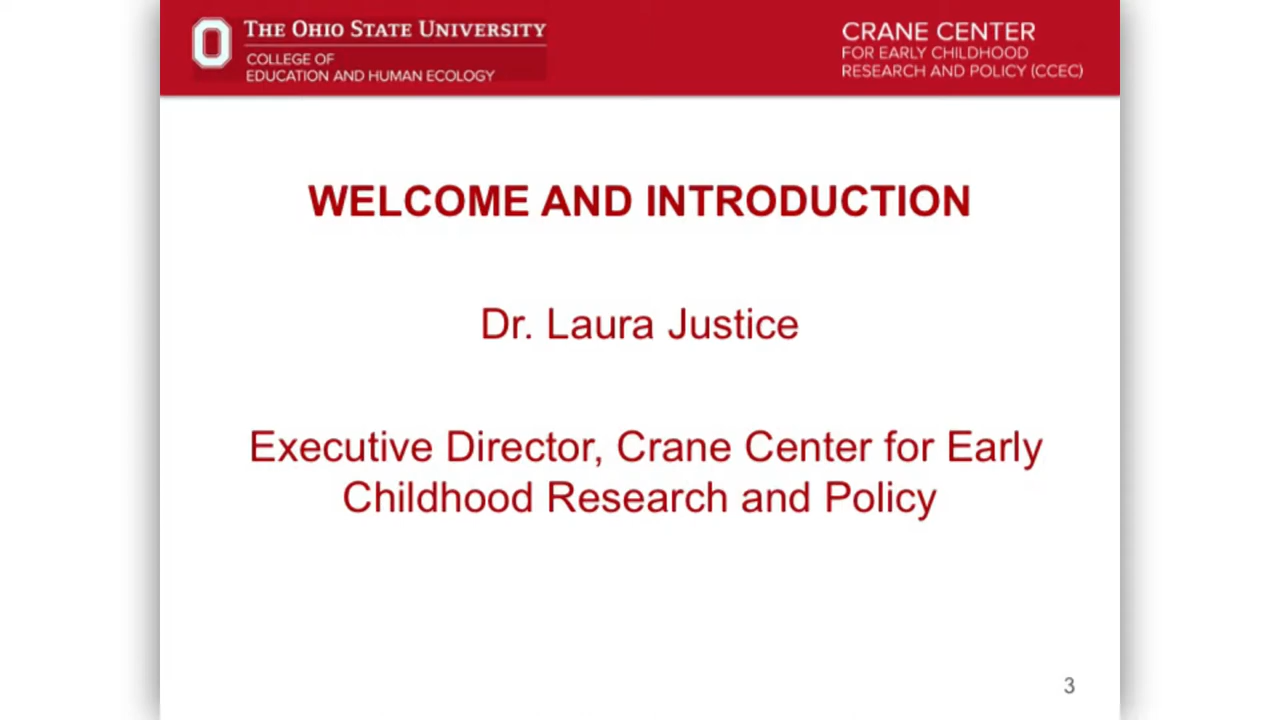 THE OHIO STATE UNIVERSITY
COLLEGE OF
EDUCATION AND HUMAN ECOLOGY
CRANE CENTER
FOR EARLY CHILDHOOD
RESEARCH AND POLICY (CCEC)
WELCOME AND INTRODUCTION
Dr. Laura Justice
Executive Director, Crane Center for Early
Childhood Research and Policy
3